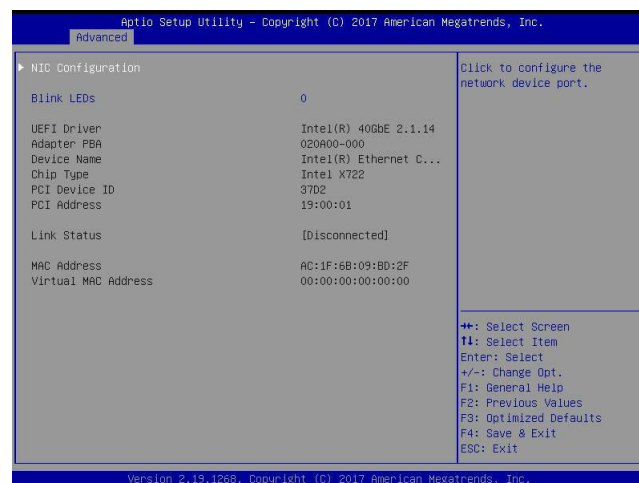 Aptio Setup Utility – Copyright (C) 2017 American Megatrends, Inc.
Advanced
NIC Configuration
Blink LEDs 0
UEFI Driver Intel(R) 40GbE 2.1.14
Adapter PBA 020A00-000
Device Name Intel(R) Ethernet C...
Chip Type Intel X722
PCI Device ID 37D2
PCI Address 19:00:01
Link Status [Disconnected]
MAC Address AC:1F:6B:09:BD:2F
Virtual MAC Address 00:00:00:00:00:00
Click to configure the
network device port.
→←: Select Screen
↑↓: Select Item
Enter: Select
+/-: Change Opt.
F1: General Help
F2: Previous Values
F3: Optimized Defaults
F4: Save & Exit
ESC: Exit
Version 2.19.1268. Copyright (C) 2017 American Megatrends, Inc.